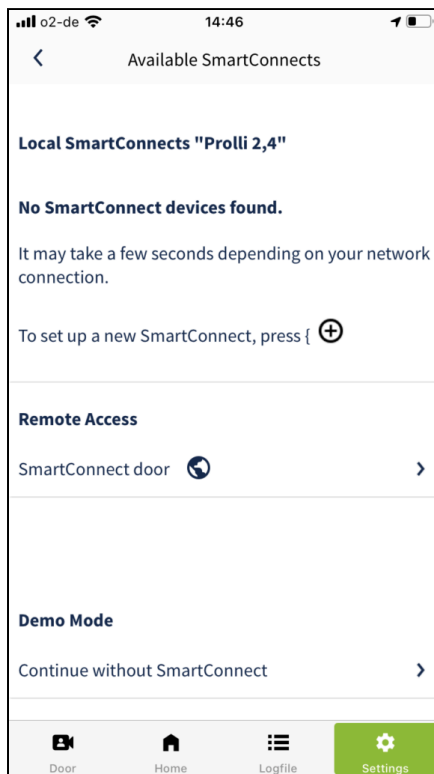 o2-de 14:46
Available SmartConnects
Local SmartConnects "Prolli 2,4"
No SmartConnect devices found.
It may take a few seconds depending on your network
connection.
To set up a new SmartConnect, press {
Remote Access
SmartConnect door
Demo Mode
Continue without SmartConnect
Door Home Logfile Settings